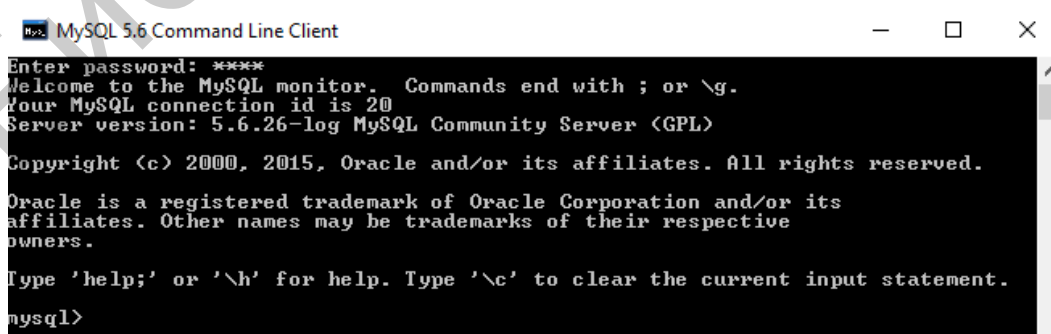 MySQL 5.6 Command Line Client
Enter password: ****
Welcome to the MySQL monitor.  Commands end with ; or \g.
Your MySQL connection id is 20
Server version: 5.6.26-log MySQL Community Server (GPL)
Copyright (c) 2000, 2015, Oracle and/or its affiliates. All rights reserved.
Oracle is a registered trademark of Oracle Corporation and/or its
affiliates. Other names may be trademarks of their respective
owners.
Type 'help;' or '\h' for help. Type '\c' to clear the current input statement.
mysql>